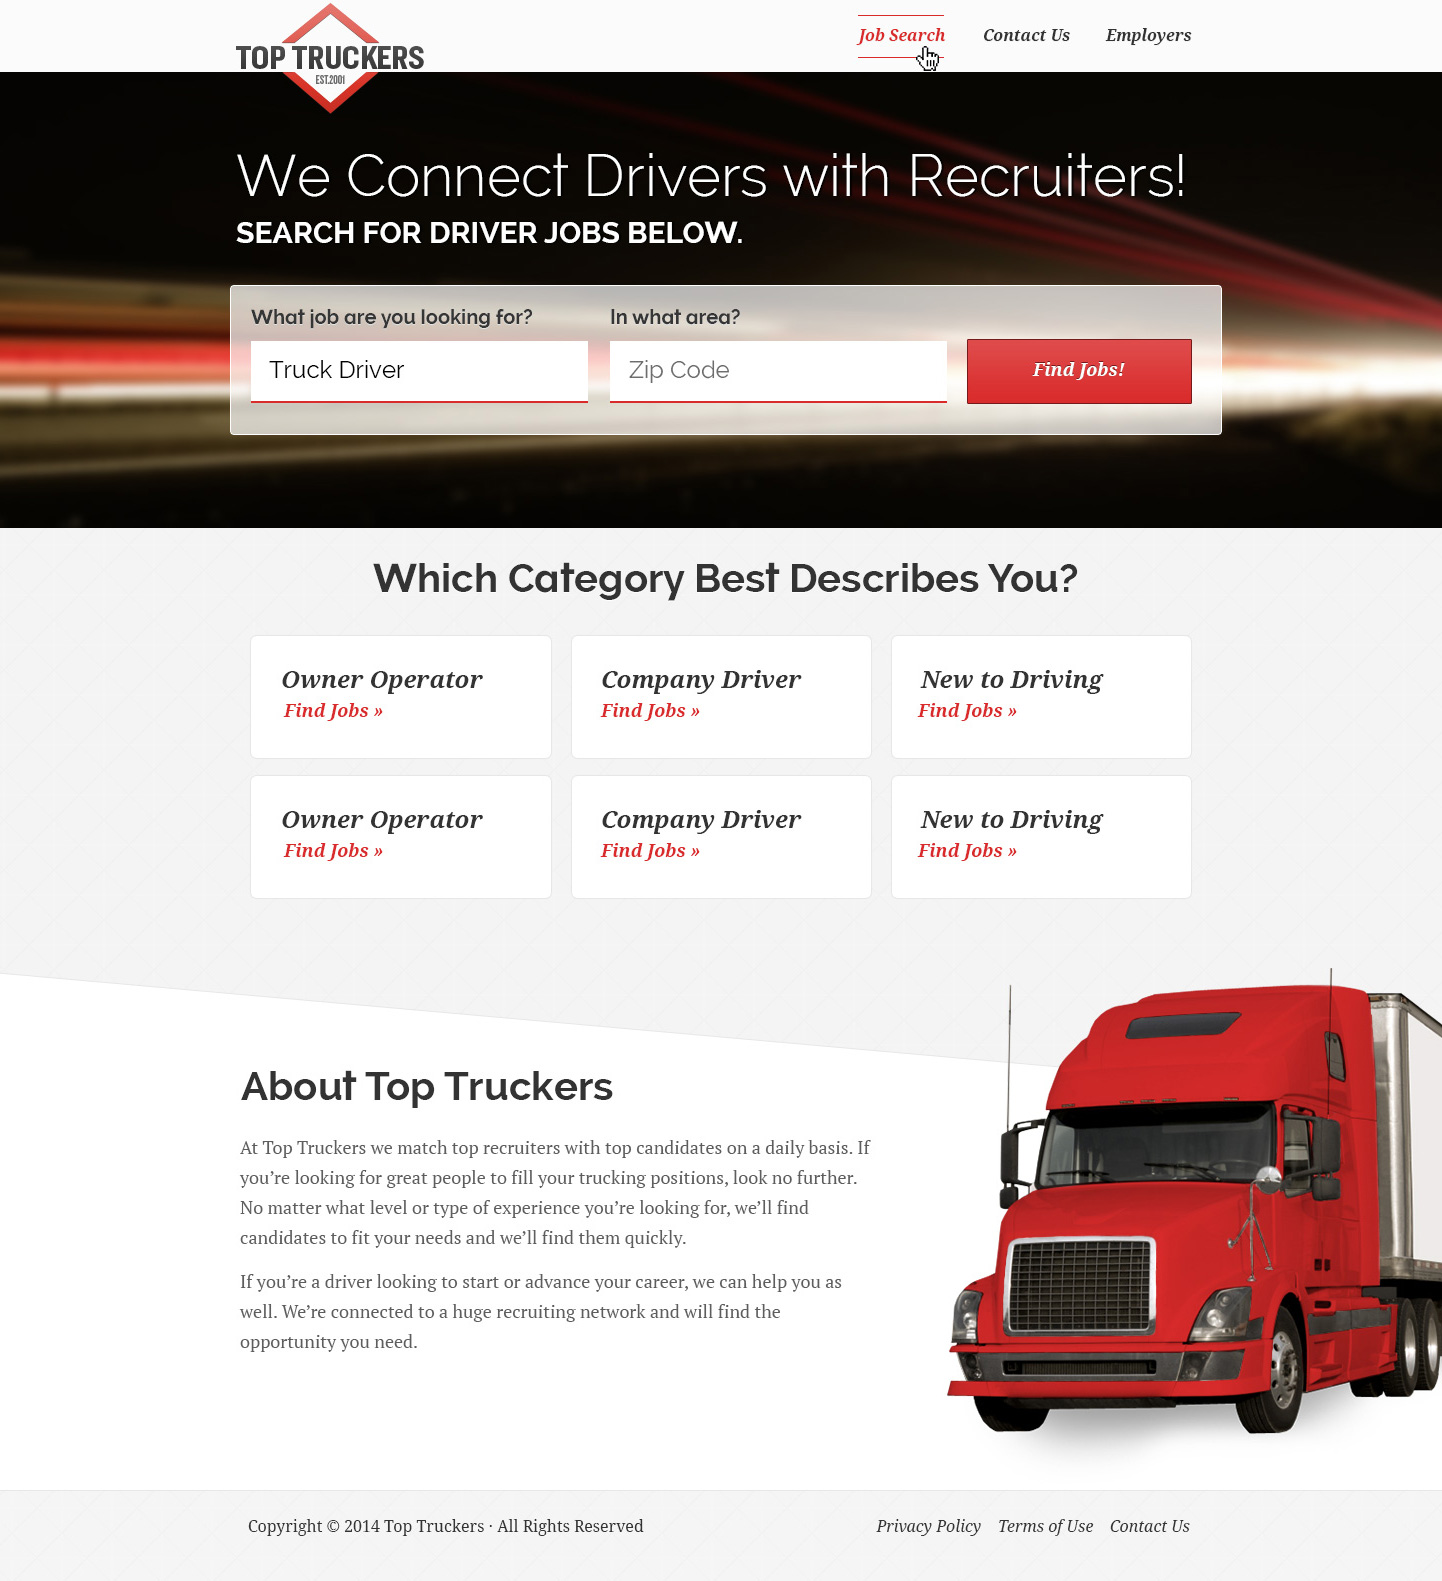 TOP TRUCKERS
EST.2001
Job Search Contact Us Employers
We Connect Drivers with Recruiters!
SEARCH FOR DRIVER JOBS BELOW.
What job are you looking for? In what area?
Truck Driver Zip Code Find Jobs!
Which Category Best Describes You?
Owner Operator Company Driver New to Driving
Find Jobs » Find Jobs » Find Jobs »
Owner Operator Company Driver New to Driving
Find Jobs » Find Jobs » Find Jobs »
About Top Truckers
At Top Truckers we match top recruiters with top candidates on a daily basis. If
you’re looking for great people to fill your trucking positions, look no further.
No matter what level or type of experience you’re looking for, we’ll find
candidates to fit your needs and we’ll find them quickly.
If you’re a driver looking to start or advance your career, we can help you as
well. We’re connected to a huge recruiting network and will find the
opportunity you need.
Copyright © 2014 Top Truckers · All Rights Reserved Privacy Policy Terms of Use Contact Us